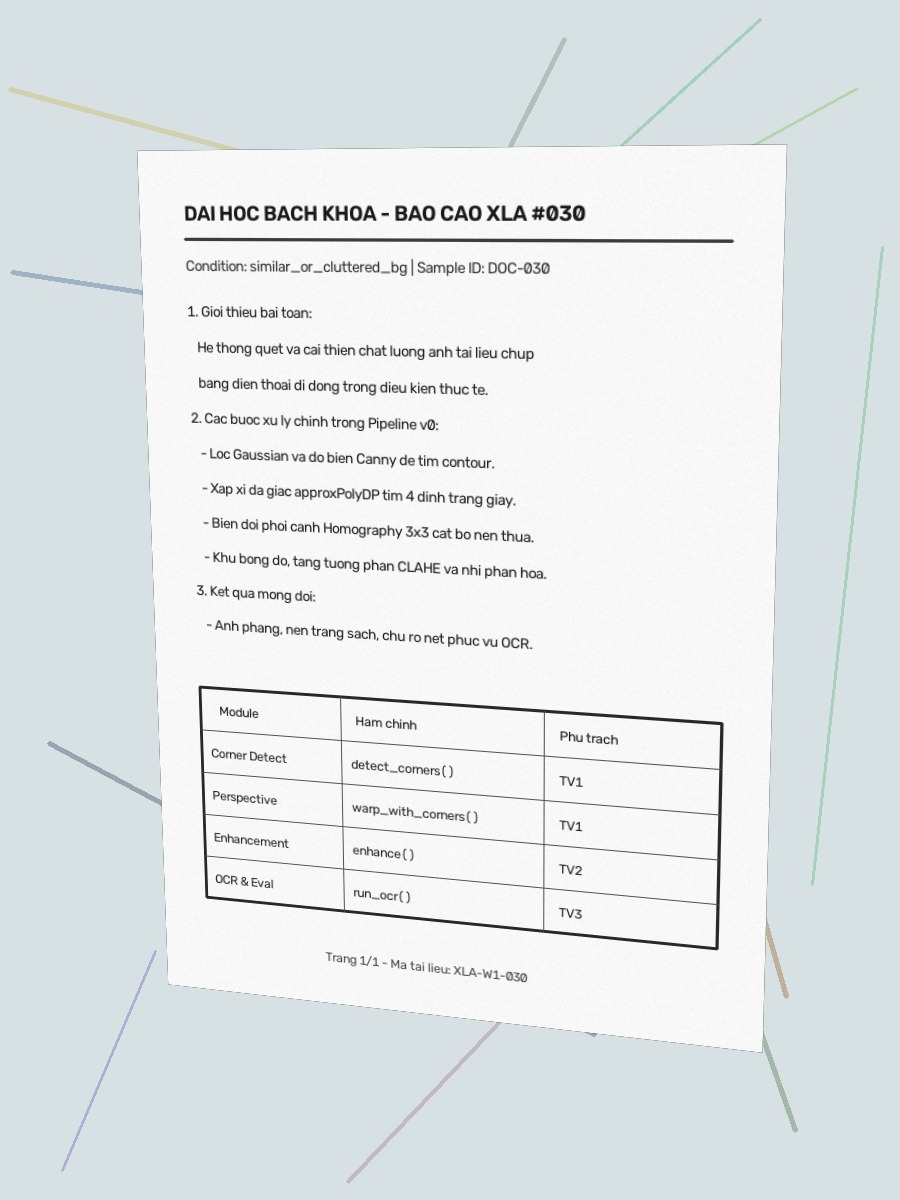 DAI HOC BACH KHOA - BAO CAO XLA #030
Condition: similar_or_cluttered_bg | Sample ID: DOC-030
1. Gioi thieu bai toan:
He thong quet va cai thien chat luong anh tai lieu chup
bang dien thoai di dong trong dieu kien thuc te.
2. Cac buoc xu ly chinh trong Pipeline v0:
- Loc Gaussian va do bien Canny de tim contour.
- Xap xi da giac approxPolyDP tim 4 dinh trang giay.
- Bien doi phoi canh Homography 3x3 cat bo nen thua.
- Khu bong do, tang tuong phan CLAHE va nhi phan hoa.
3. Ket qua mong doi:
- Anh phang, nen trang sach, chu ro net phuc vu OCR.
Module Ham chinh Phu trach
Corner Detect detect_corners() TV1
Perspective warp_with_corners() TV1
Enhancement enhance() TV2
OCR & Eval run_ocr() TV3
Trang 1/1 - Ma tai lieu: XLA-W1-030